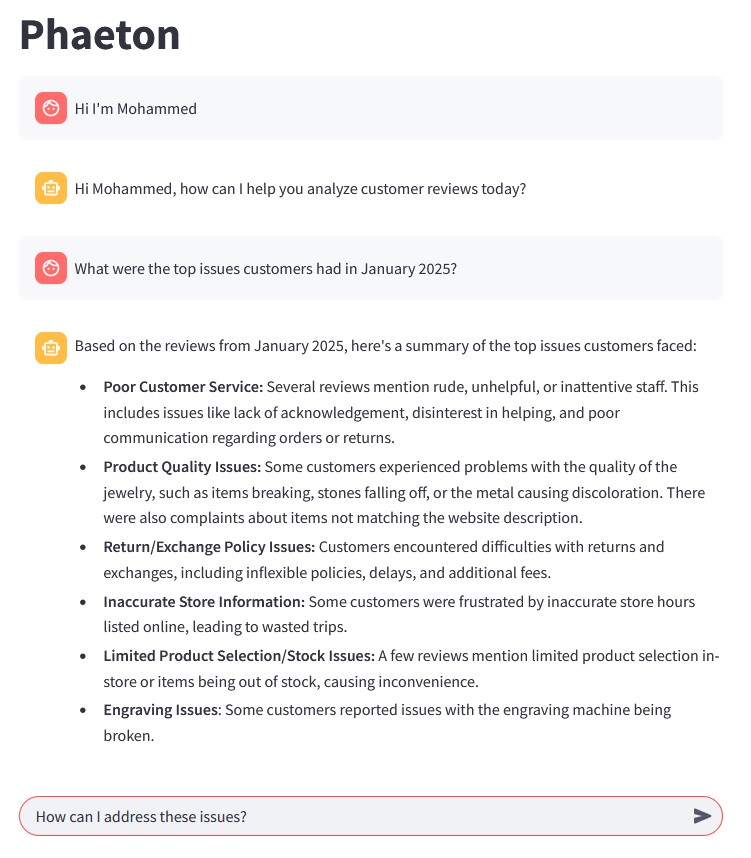 Phaeton
Hi I'm Mohammed
Hi Mohammed, how can I help you analyze customer reviews today?
What were the top issues customers had in January 2025?
Based on the reviews from January 2025, here's a summary of the top issues customers faced:
• Poor Customer Service: Several reviews mention rude, unhelpful, or inattentive staff. This
includes issues like lack of acknowledgement, disinterest in helping, and poor
communication regarding orders or returns.
• Product Quality Issues: Some customers experienced problems with the quality of the
jewelry, such as items breaking, stones falling off, or the metal causing discoloration. There
were also complaints about items not matching the website description.
• Return/Exchange Policy Issues: Customers encountered difficulties with returns and
exchanges, including inflexible policies, delays, and additional fees.
• Inaccurate Store Information: Some customers were frustrated by inaccurate store hours
listed online, leading to wasted trips.
• Limited Product Selection/Stock Issues: A few reviews mention limited product selection in-
store or items being out of stock, causing inconvenience.
• Engraving Issues: Some customers reported issues with the engraving machine being
broken.
How can I address these issues?